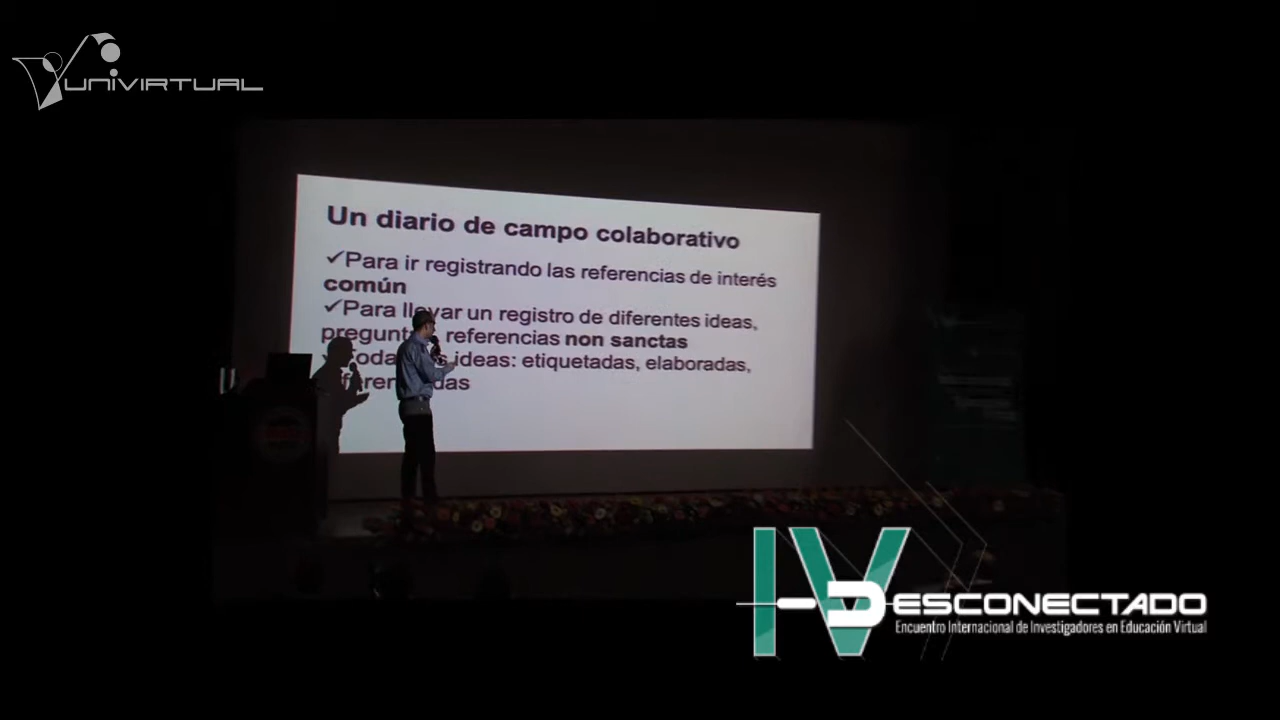 UNIVIRTUAL
Un diario de campo colaborativo
✓Para ir registrando las referencias de interés
común
✓Para llevar un registro de diferentes ideas,
referencias non sanctas
ideas: etiquetadas, elaboradas,
IV DESCONECTADO
Encuentro Internacional de Investigadores en Educación Virtual